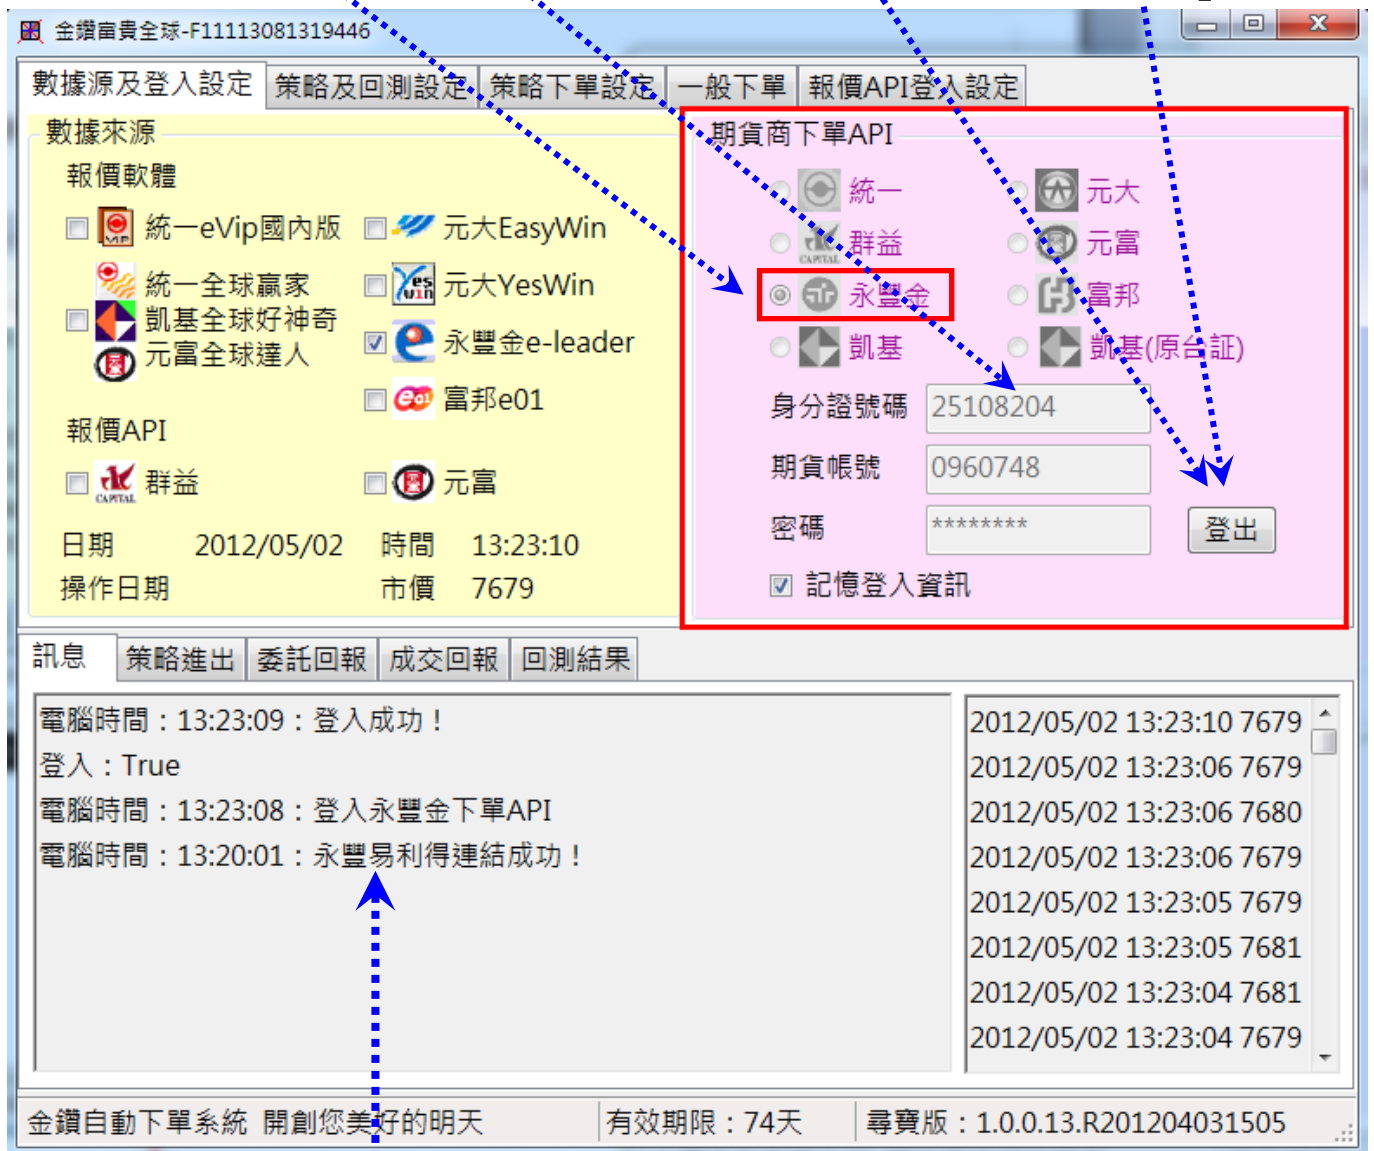 金鑽富貴全球-F11113081319446
數據源及登入設定 策略及回測設定 策略下單設定 一般下單 報價API登入設定
數據來源
報價軟體
統一eVip國內版 元大EasyWin
統一全球贏家 元大YesWin
凱基全球好神奇
元富全球達人 永豐金e-leader
富邦e01
報價API
群益 元富
日期 2012/05/02 時間 13:23:10
操作日期 市價 7679
期貨商下單API
統一 元大
群益 元富
永豐金 富邦
凱基 凱基(原台証)
身分證號碼 25108204
期貨帳號 0960748
密碼 ******** 登出
記憶登入資訊
訊息 策略進出 委託回報 成交回報 回測結果
電腦時間：13:23:09：登入成功！
登入：True
電腦時間：13:23:08：登入永豐金下單API
電腦時間：13:20:01：永豐易利得連結成功！
2012/05/02 13:23:10 7679
2012/05/02 13:23:06 7679
2012/05/02 13:23:06 7680
2012/05/02 13:23:06 7679
2012/05/02 13:23:05 7679
2012/05/02 13:23:05 7681
2012/05/02 13:23:04 7681
2012/05/02 13:23:04 7679
金鑽自動下單系統 開創您美好的明天 有效期限：74天 尋寶版：1.0.0.13.R201204031505